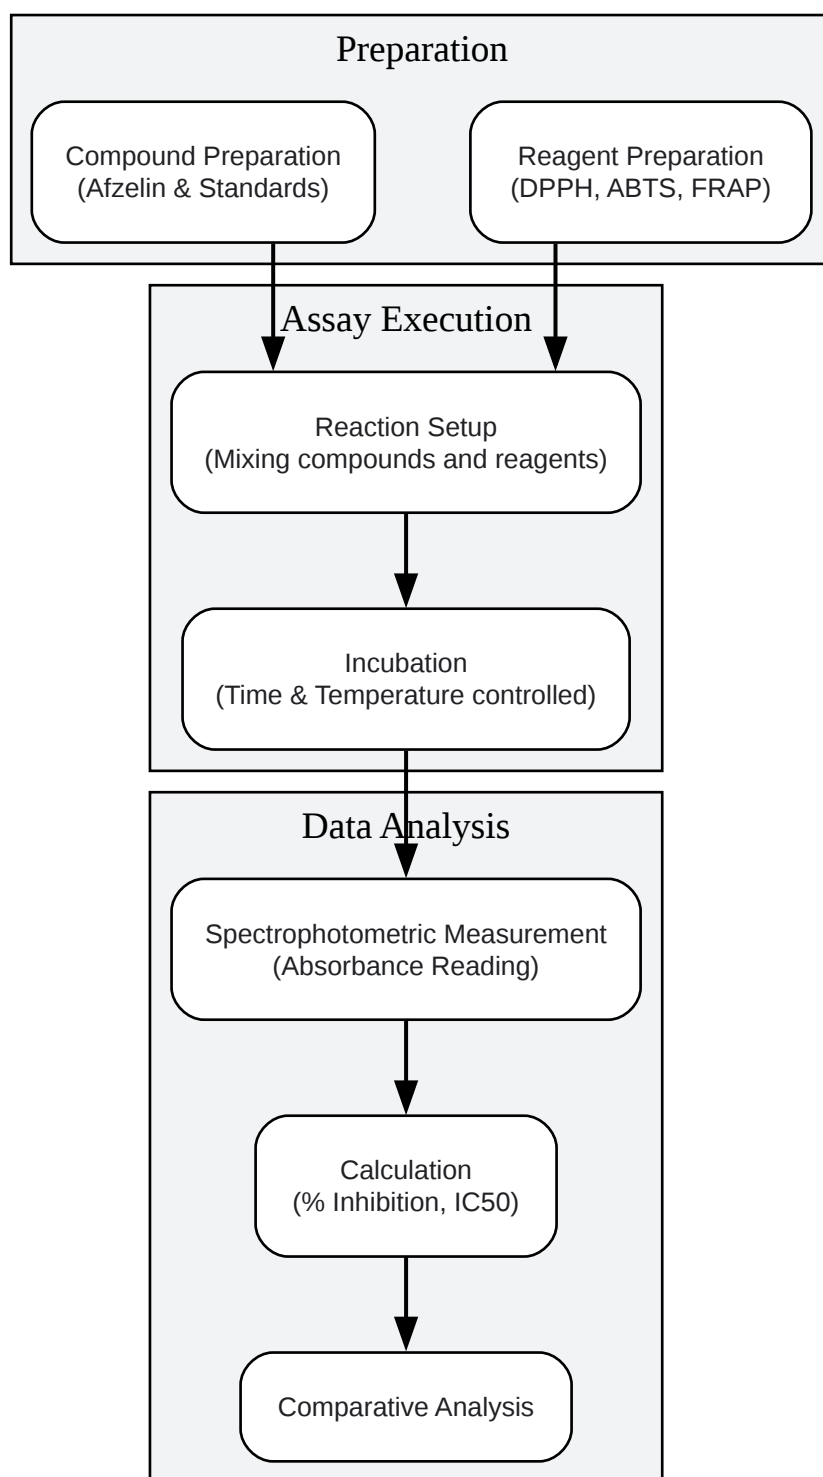 Preparation
Compound Preparation
(Afzelin & Standards)
Reagent Preparation
(DPPH, ABTS, FRAP)
Assay Execution
Reaction Setup
(Mixing compounds and reagents)
Incubation
(Time & Temperature controlled)
Data Analysis
Spectrophotometric Measurement
(Absorbance Reading)
Calculation
(% Inhibition, IC50)
Comparative Analysis